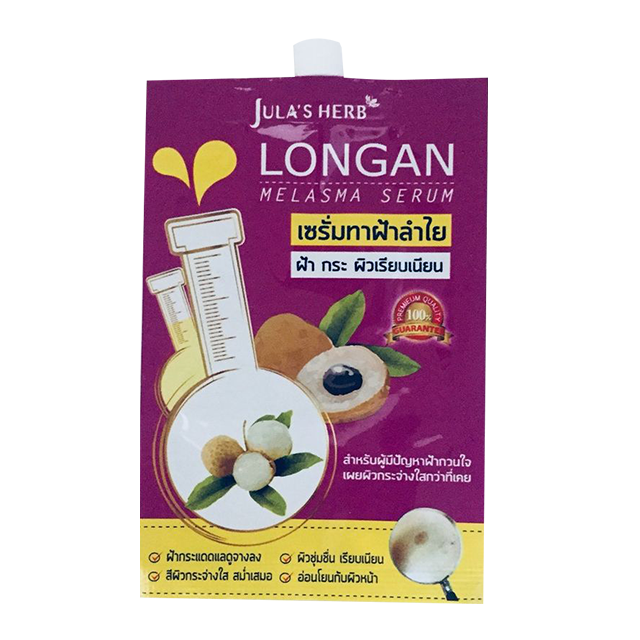 JULA'S HERB
LONGAN
MELASMA SERUM
เซรั่มทาฝ้าลำไย
ฝ้า กระ ผิวเรียบเนียน
PREMIUM QUALITY
100%
GUARANTEE
สำหรับผู้มีปัญหาฝ้ากวนใจ
เผยผิวกระจ่างใสกว่าที่เคย
ฝ้ากระแดดแลดูจางลง
ผิวชุ่มชื่น เรียบเนียน
สีผิวกระจ่างใส สม่ำเสมอ
อ่อนโยนกับผิวหน้า